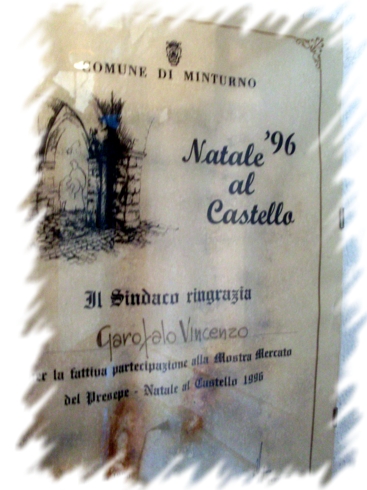 COMUNE DI MINTURNO
Natale '96
al
Castello
Il Sindaco ringrazia
Garofalo Vincenzo
per la fattiva partecipazione alla Mostra Mercato
del Presepe - Natale al Castello 1996